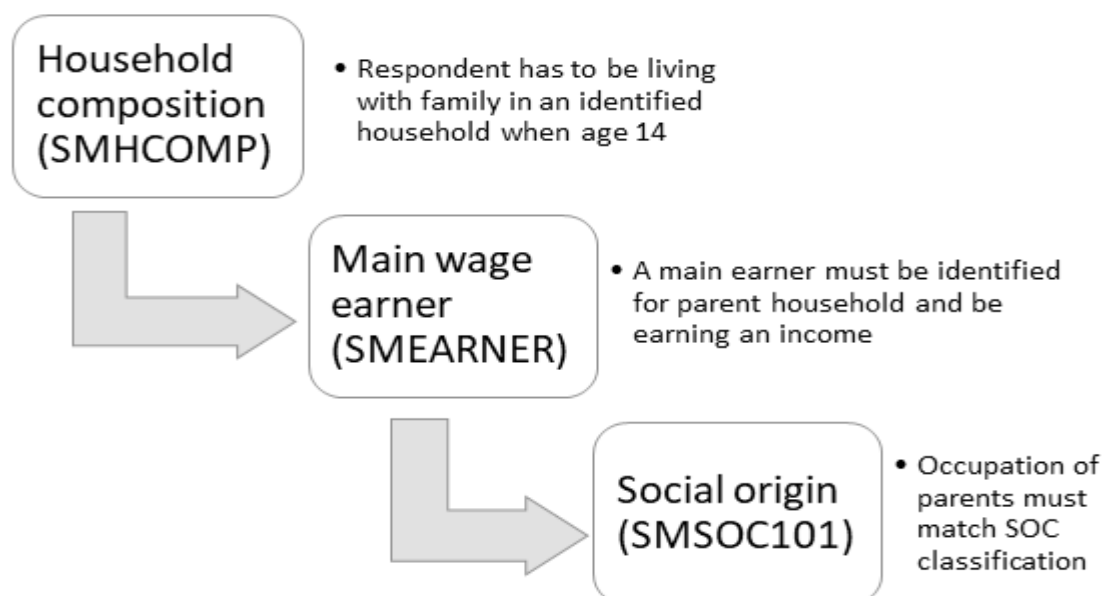 Household
composition
(SMHCOMP)
• Respondent has to be living
with family in an identified
household when age 14
Main wage
earner
(SMEARNER)
• A main earner must be identified
for parent household and be
earning an income
Social origin
(SMSOC101)
• Occupation of
parents must
match SOC
classification